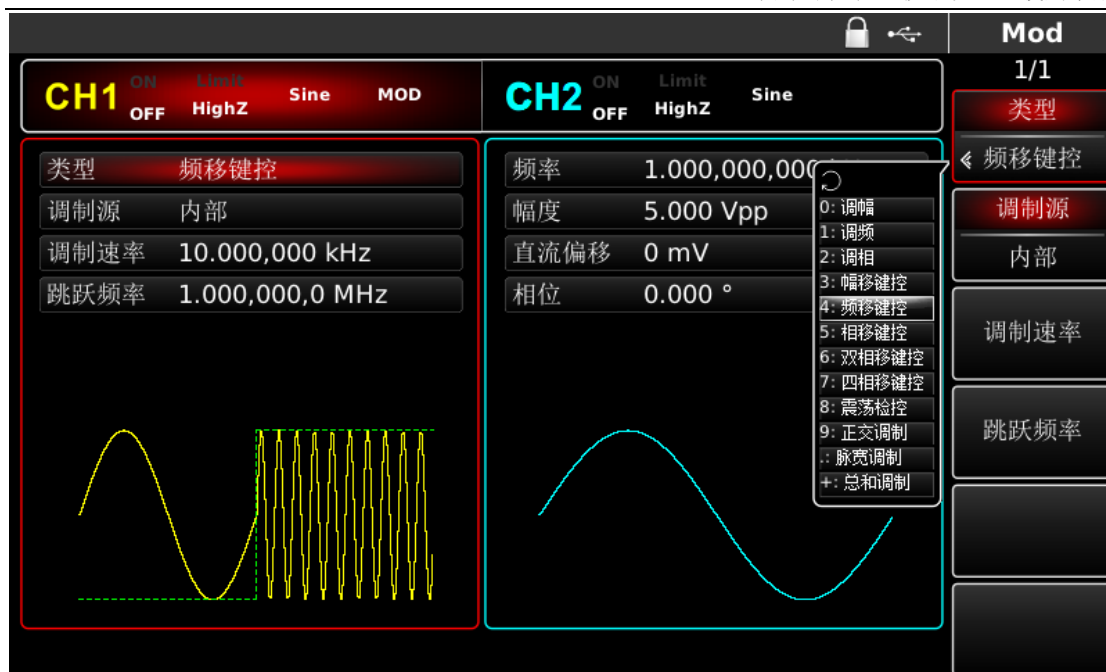 Mod
1/1
CH1 ON OFF Limit HighZ Sine MOD
CH2 ON OFF Limit HighZ Sine
类型
频移键控
调制源
内部
调制速率
跳跃频率
类型 频移键控
调制源 内部
调制速率 10.000,000 kHz
跳跃频率 1.000,000,0 MHz
频率 1.000,000,000
幅度 5.000 Vpp
直流偏移 0 mV
相位 0.000 °
0: 调幅
1: 调频
2: 调相
3: 幅移键控
4: 频移键控
5: 相移键控
6: 双相移键控
7: 四相移键控
8: 震荡检控
9: 正交调制
.: 脉宽调制
+: 总和调制